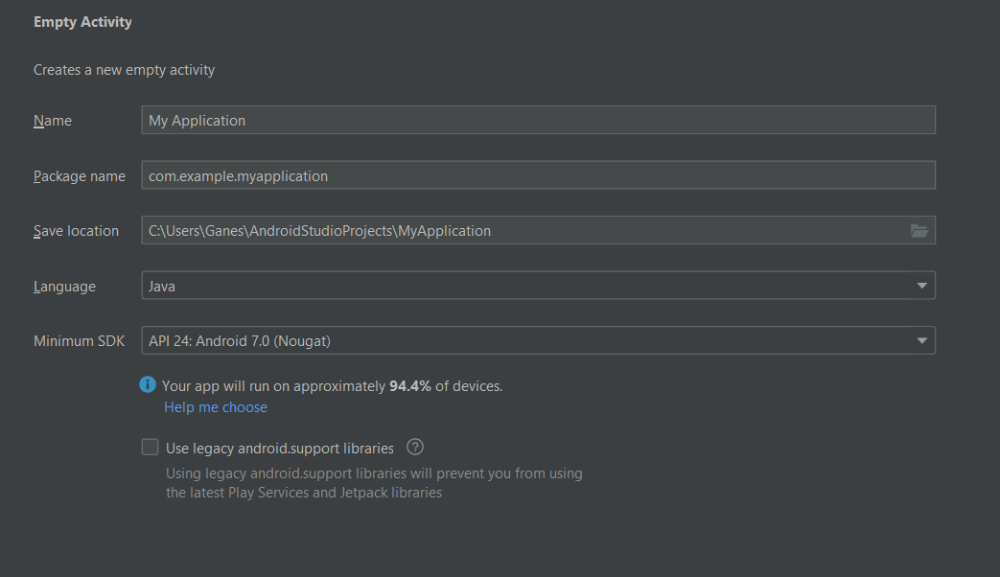 Empty Activity
Creates a new empty activity
Name My Application
Package name com.example.myapplication
Save location C:\Users\Ganes\AndroidStudioProjects\MyApplication
Language Java
Minimum SDK API 24: Android 7.0 (Nougat)
i Your app will run on approximately 94.4% of devices.
Help me choose
Use legacy android.support libraries ?
Using legacy android.support libraries will prevent you from using
the latest Play Services and Jetpack libraries